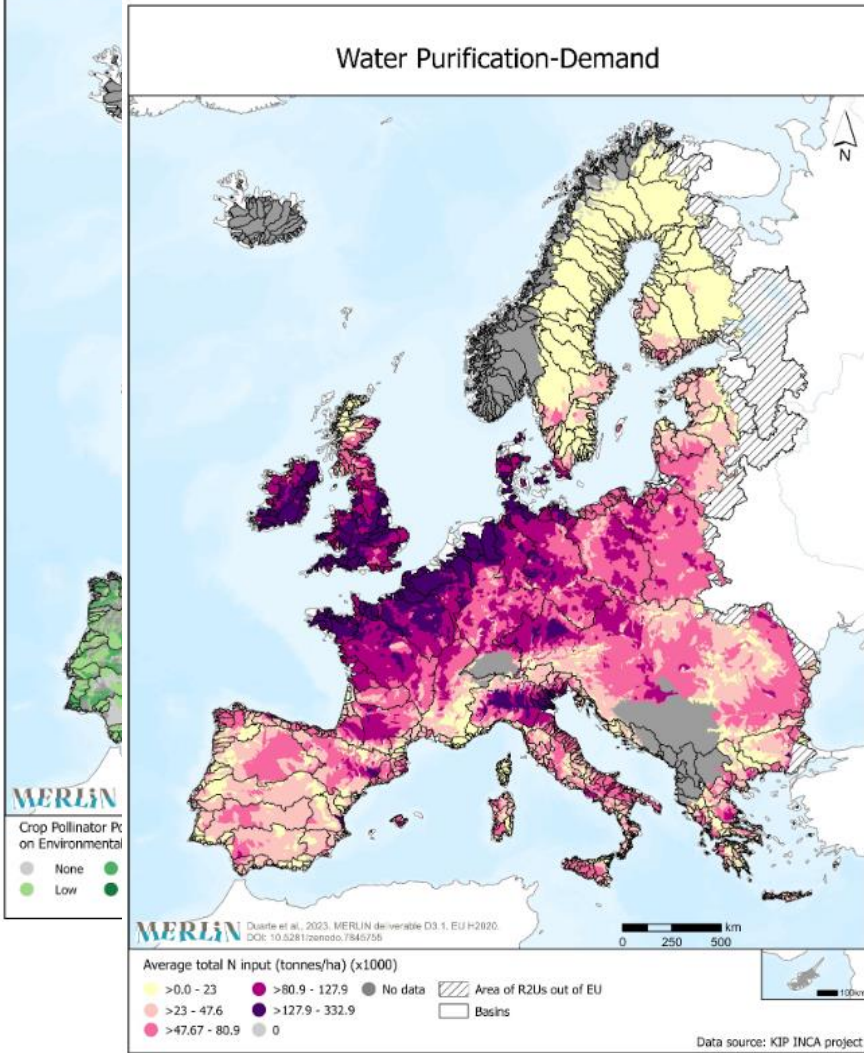 Water Purification-Demand
N
MERLIN
Crop Pollinator Po
on Environmental
None
Low
MERLIN
Duarte et al., 2023. MERLIN deliverable D3.1. EU H2020.
DOI: 10.5281/zenodo.7845755
km
0 250 500
Average total N input (tonnes/ha) (x1000)
>0.0 - 23
>80.9 - 127.9
No data
Area of R2Us out of EU
>23 - 47.6
>127.9 - 332.9
Basins
>47.67 - 80.9
0
100km
Data source: KIP INCA project